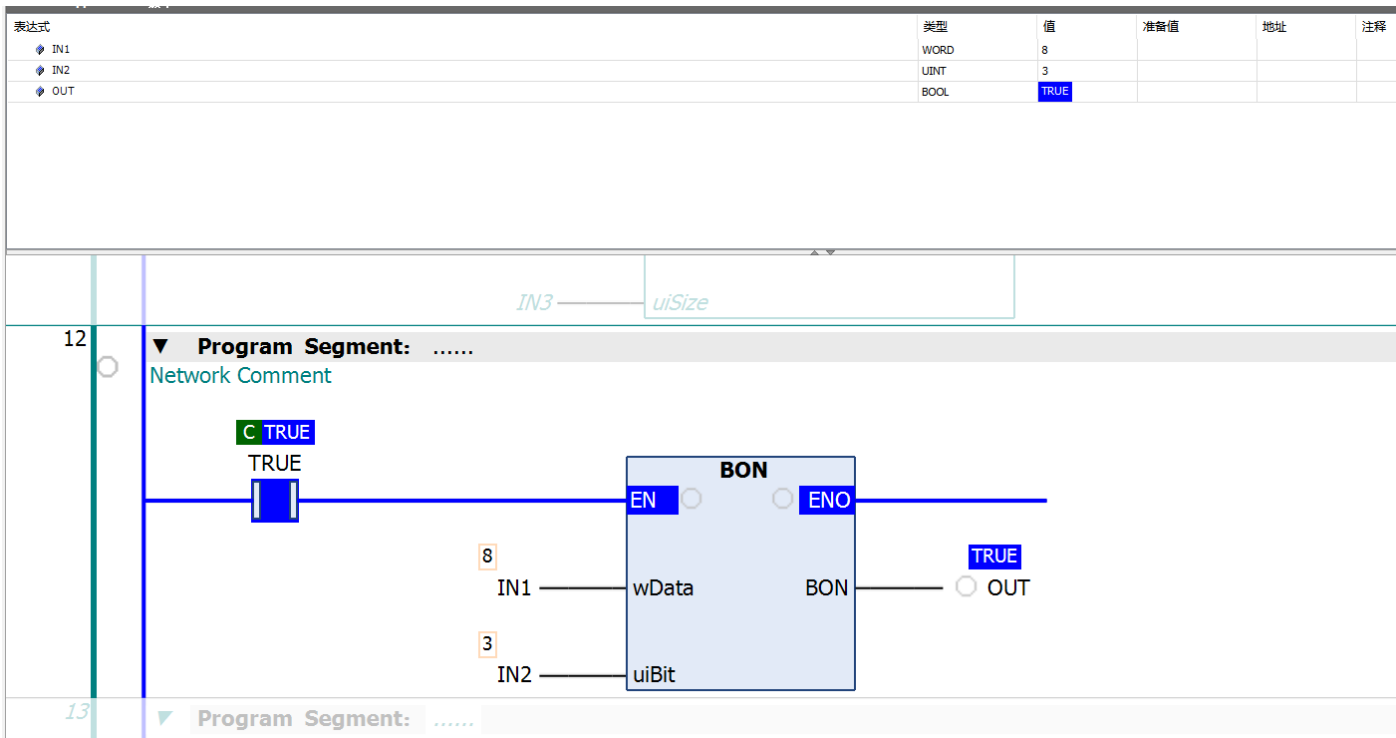 表达式 类型 值 准备值 地址 注释
IN1 WORD 8
IN2 UINT 3
OUT BOOL TRUE
IN3 uiSize
12
▼ Program Segment: ......
Network Comment
C TRUE
TRUE
BON
EN ENO
8 TRUE
IN1 wData BON OUT
3
IN2 uiBit
13 ▼ Program Segment: ......